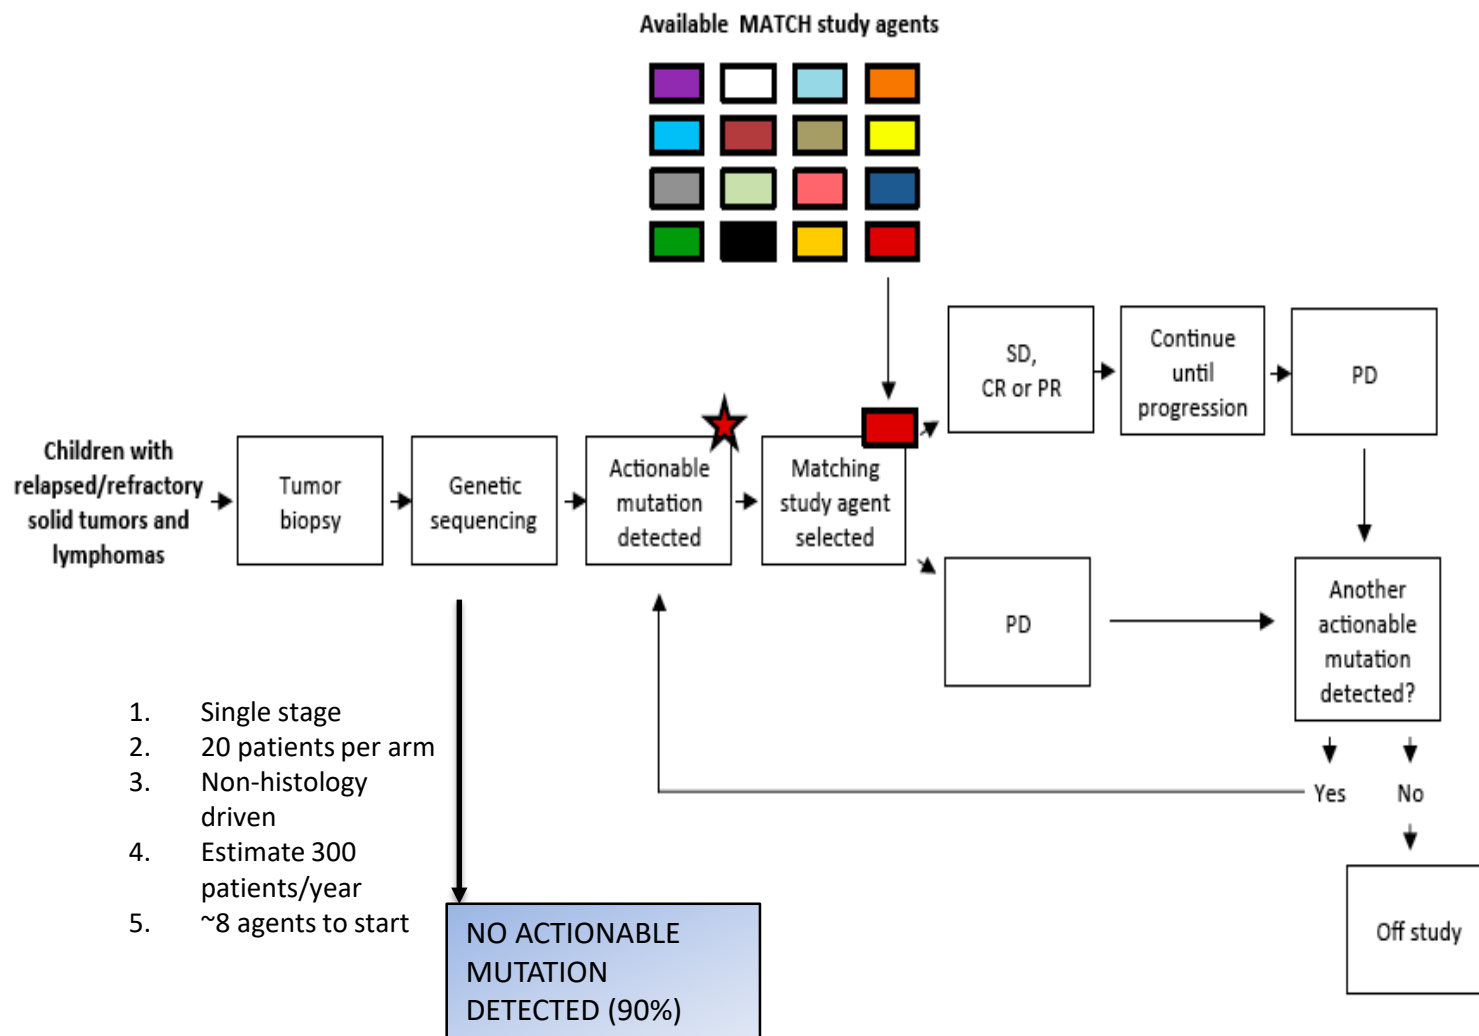 Available MATCH study agents
Children with
relapsed/refractory
solid tumors and
lymphomas
Tumor
biopsy
Genetic
sequencing
Actionable
mutation
detected
Matching
study agent
selected
SD,
CR or PR
Continue
until
progression
PD
PD
Another
actionable
mutation
detected?
Yes
No
Off study
1. Single stage
2. 20 patients per arm
3. Non-histology
driven
4. Estimate 300
patients/year
5. ~8 agents to start
NO ACTIONABLE
MUTATION
DETECTED (90%)